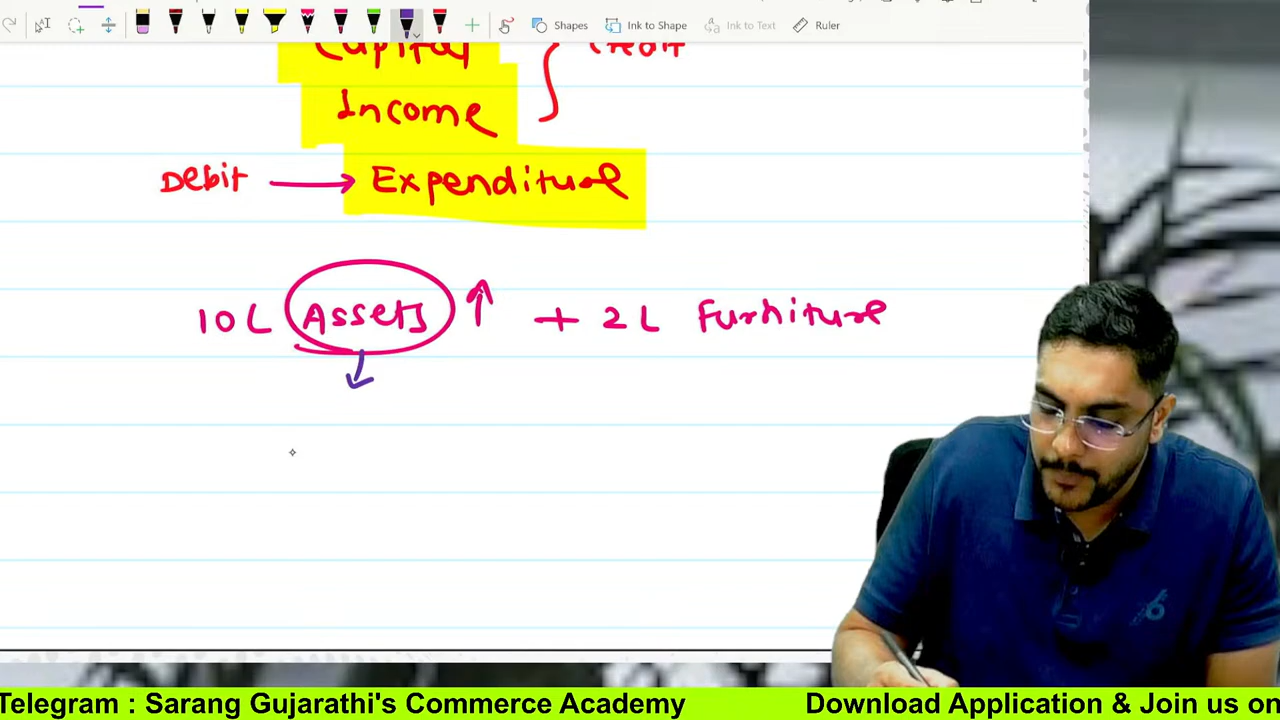 Shapes Ink to Shape Ink to Text Ruler
Capital Credit
Income
Debit → Expenditure
10L Assets ↑ + 2L Furniture
Telegram : Sarang Gujarathi's Commerce Academy Download Application & Join us on